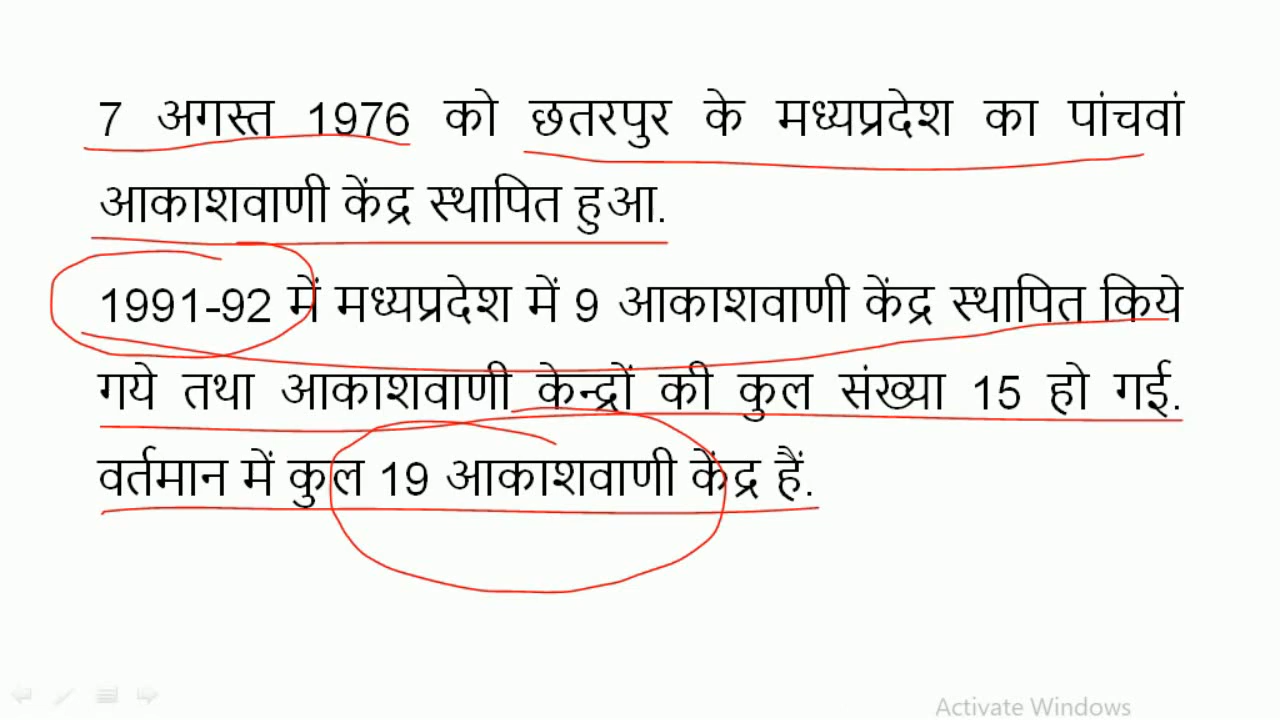 7 अगस्त 1976 को छतरपुर के मध्यप्रदेश का पांचवां
आकाशवाणी केंद्र स्थापित हुआ.
1991-92 में मध्यप्रदेश में 9 आकाशवाणी केंद्र स्थापित किये
गये तथा आकाशवाणी केन्द्रों की कुल संख्या 15 हो गई.
वर्तमान में कुल 19 आकाशवाणी केंद्र हैं.
Activate Windows